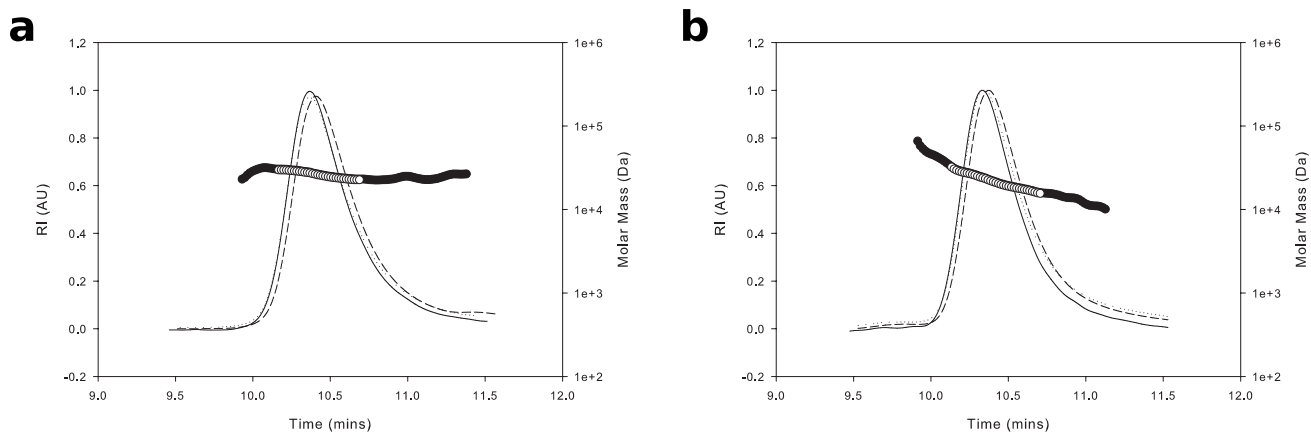 a
1.2
1.0
0.8
0.6
0.4
0.2
0.0
-0.2
RI (AU)
1e+6
1e+5
1e+4
1e+3
1e+2
Molar Mass (Da)
9.0 9.5 10.0 10.5 11.0 11.5 12.0
Time (mins)
b
1.2
1.0
0.8
0.6
0.4
0.2
0.0
-0.2
RI (AU)
1e+6
1e+5
1e+4
1e+3
1e+2
Molar Mass (Da)
9.0 9.5 10.0 10.5 11.0 11.5 12.0
Time (mins)